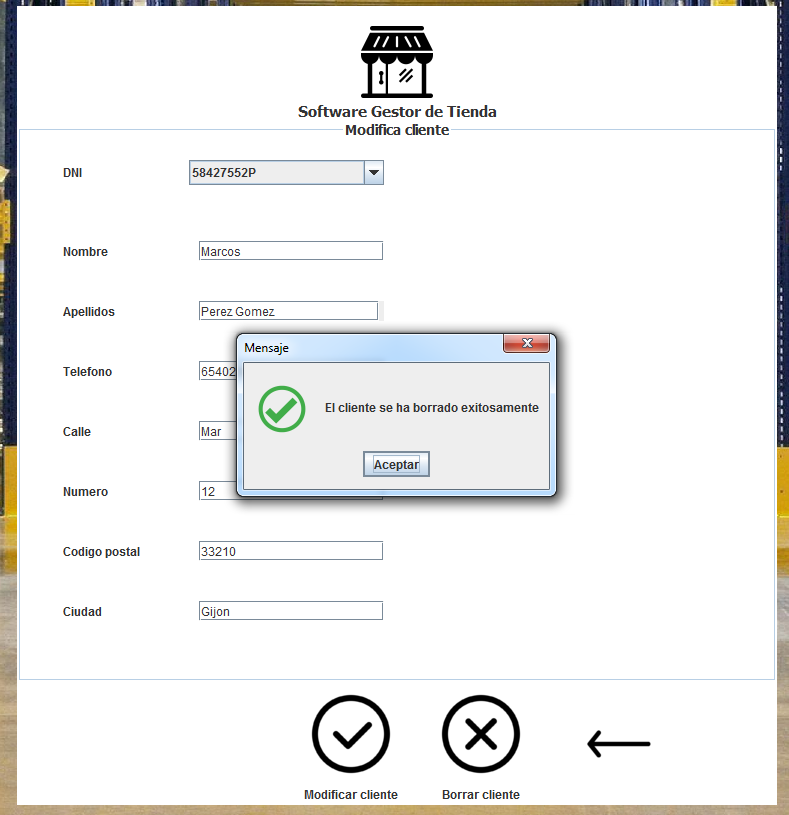 Software Gestor de Tienda
Modifica cliente
DNI 58427552P
Nombre Marcos
Apellidos Perez Gomez
Mensaje
Telefono 65402
El cliente se ha borrado exitosamente
Calle Mar
Aceptar
Numero 12
Codigo postal 33210
Ciudad Gijon
Modificar cliente Borrar cliente